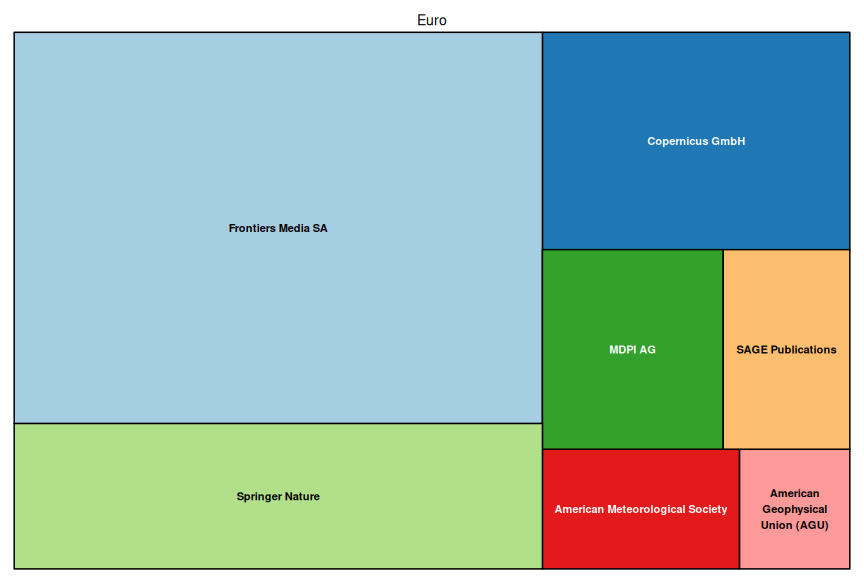 Euro
Frontiers Media SA
Copernicus GmbH
MDPI AG
SAGE Publications
Springer Nature
American Meteorological Society
American
Geophysical
Union (AGU)